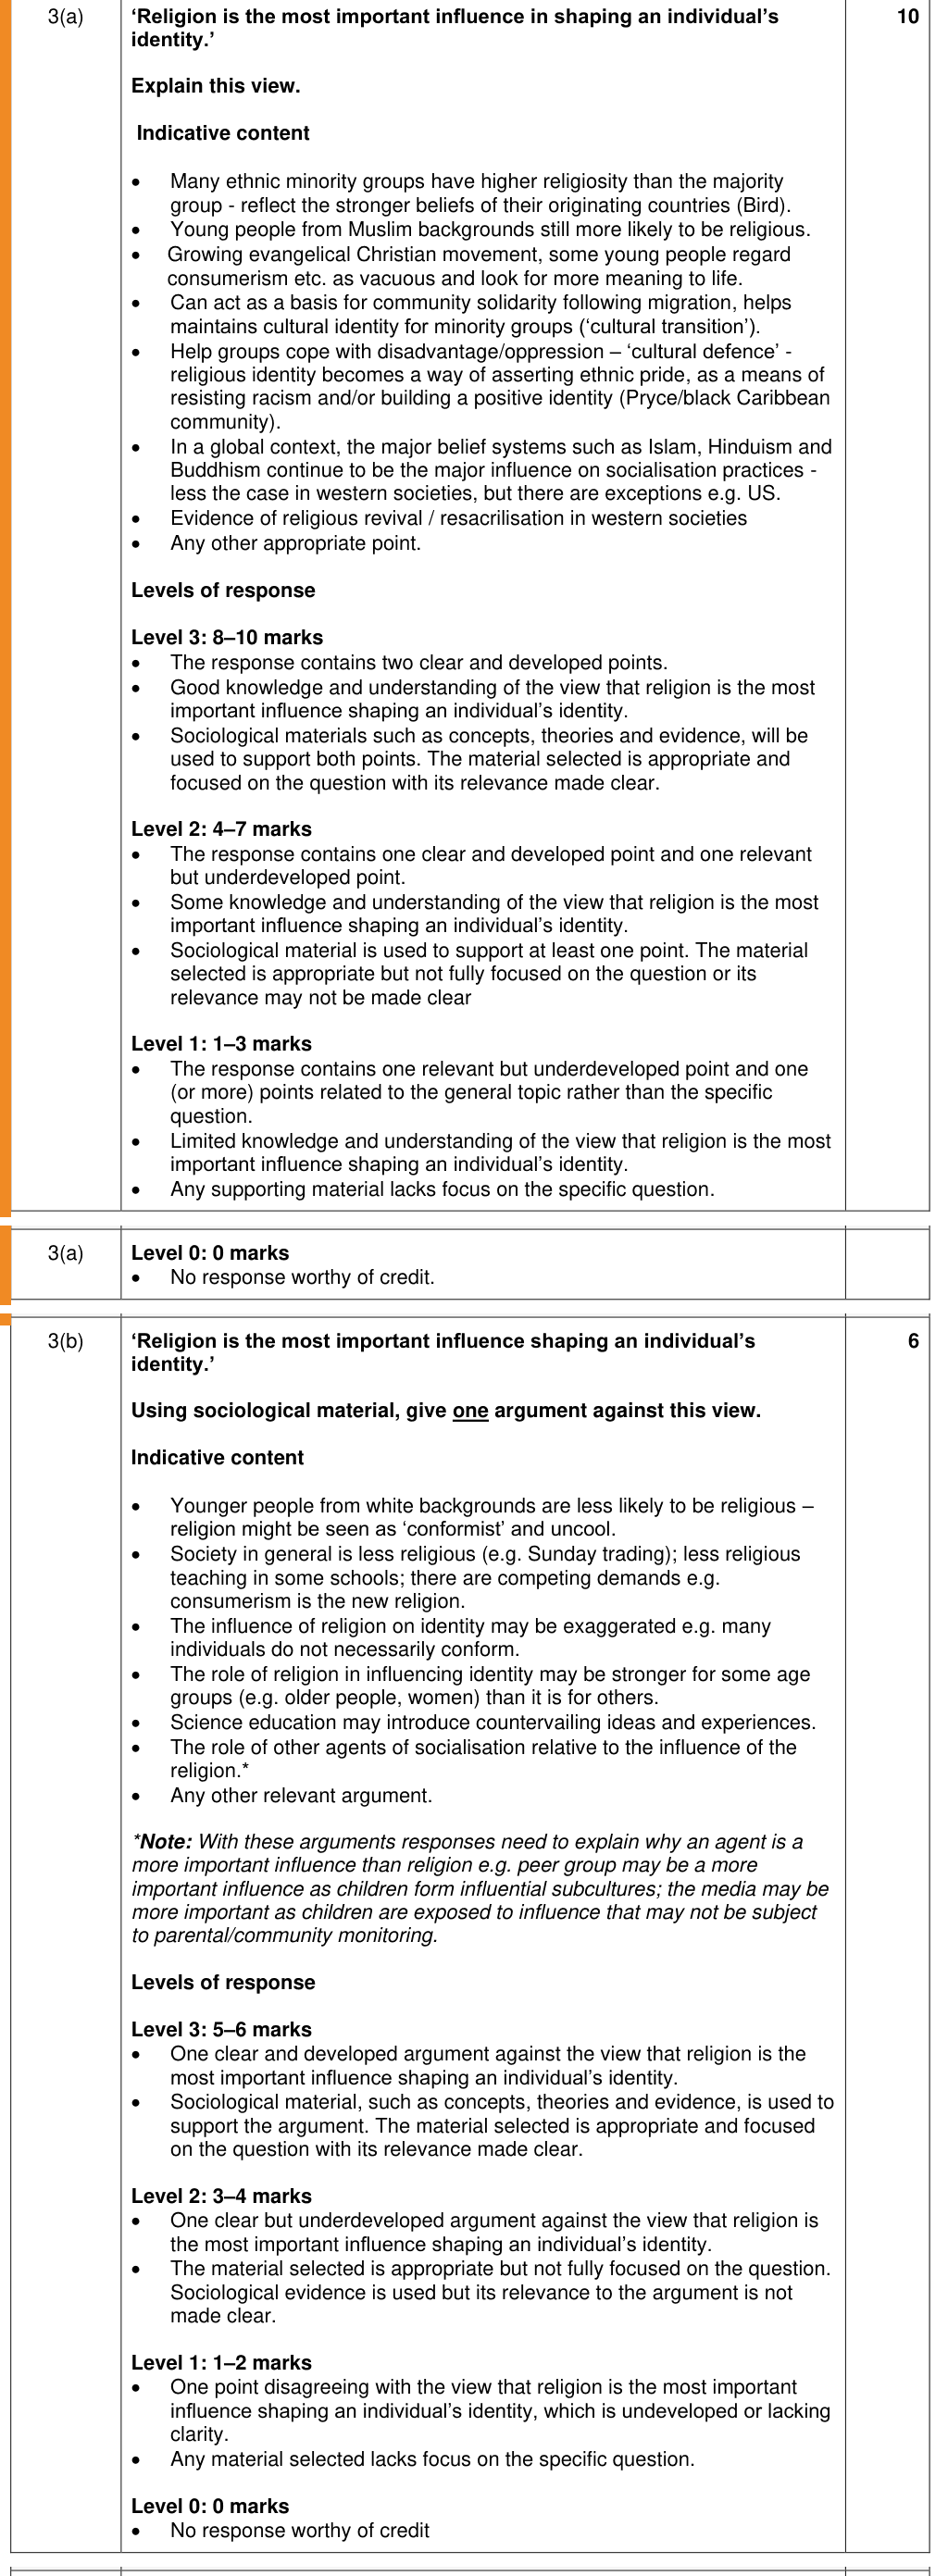 3(a) ‘Religion is the most important influence in shaping an individual’s 10
identity.’
Explain this view.
Indicative content
• Many ethnic minority groups have higher religiosity than the majority
group - reflect the stronger beliefs of their originating countries (Bird).
• Young people from Muslim backgrounds still more likely to be religious.
• Growing evangelical Christian movement, some young people regard
consumerism etc. as vacuous and look for more meaning to life.
• Can act as a basis for community solidarity following migration, helps
maintains cultural identity for minority groups (‘cultural transition’).
• Help groups cope with disadvantage/oppression – ‘cultural defence’ -
religious identity becomes a way of asserting ethnic pride, as a means of
resisting racism and/or building a positive identity (Pryce/black Caribbean
community).
• In a global context, the major belief systems such as Islam, Hinduism and
Buddhism continue to be the major influence on socialisation practices -
less the case in western societies, but there are exceptions e.g. US.
• Evidence of religious revival / resacrilisation in western societies
• Any other appropriate point.
Levels of response
Level 3: 8–10 marks
• The response contains two clear and developed points.
• Good knowledge and understanding of the view that religion is the most
important influence shaping an individual’s identity.
• Sociological materials such as concepts, theories and evidence, will be
used to support both points. The material selected is appropriate and
focused on the question with its relevance made clear.
Level 2: 4–7 marks
• The response contains one clear and developed point and one relevant
but underdeveloped point.
• Some knowledge and understanding of the view that religion is the most
important influence shaping an individual’s identity.
• Sociological material is used to support at least one point. The material
selected is appropriate but not fully focused on the question or its
relevance may not be made clear
Level 1: 1–3 marks
• The response contains one relevant but underdeveloped point and one
(or more) points related to the general topic rather than the specific
question.
• Limited knowledge and understanding of the view that religion is the most
important influence shaping an individual’s identity.
• Any supporting material lacks focus on the specific question.
3(a) Level 0: 0 marks
• No response worthy of credit.
3(b) ‘Religion is the most important influence shaping an individual’s 6
identity.’
Using sociological material, give one argument against this view.
Indicative content
• Younger people from white backgrounds are less likely to be religious –
religion might be seen as ‘conformist’ and uncool.
• Society in general is less religious (e.g. Sunday trading); less religious
teaching in some schools; there are competing demands e.g.
consumerism is the new religion.
• The influence of religion on identity may be exaggerated e.g. many
individuals do not necessarily conform.
• The role of religion in influencing identity may be stronger for some age
groups (e.g. older people, women) than it is for others.
• Science education may introduce countervailing ideas and experiences.
• The role of other agents of socialisation relative to the influence of the
religion.*
• Any other relevant argument.
*Note: With these arguments responses need to explain why an agent is a
more important influence than religion e.g. peer group may be a more
important influence as children form influential subcultures; the media may be
more important as children are exposed to influence that may not be subject
to parental/community monitoring.
Levels of response
Level 3: 5–6 marks
• One clear and developed argument against the view that religion is the
most important influence shaping an individual’s identity.
• Sociological material, such as concepts, theories and evidence, is used to
support the argument. The material selected is appropriate and focused
on the question with its relevance made clear.
Level 2: 3–4 marks
• One clear but underdeveloped argument against the view that religion is
the most important influence shaping an individual’s identity.
• The material selected is appropriate but not fully focused on the question.
Sociological evidence is used but its relevance to the argument is not
made clear.
Level 1: 1–2 marks
• One point disagreeing with the view that religion is the most important
influence shaping an individual’s identity, which is undeveloped or lacking
clarity.
• Any material selected lacks focus on the specific question.
Level 0: 0 marks
• No response worthy of credit